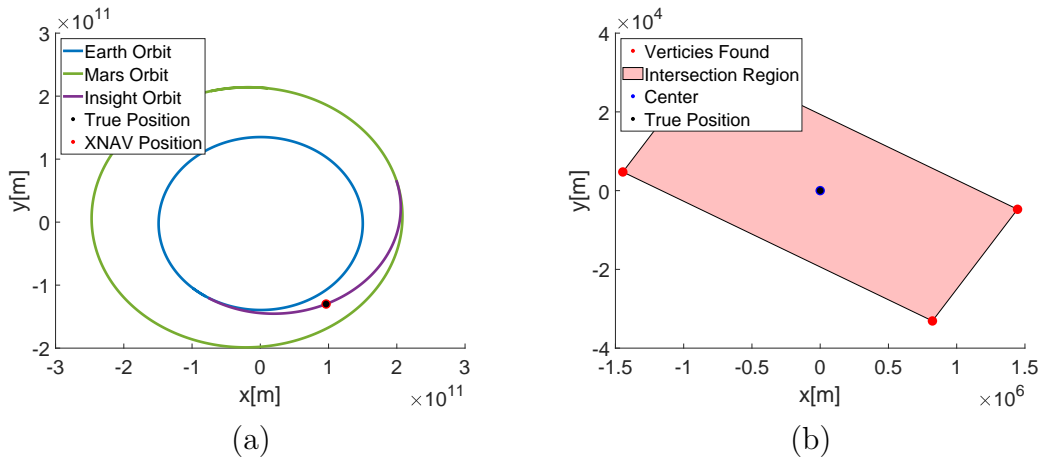 ×10^11
3
2
1
0
-1
-2
y[m]
Earth Orbit
Mars Orbit
Insight Orbit
True Position
XNAV Position
-3 -2 -1 0 1 2 3
x[m]
×10^11
(a)
×10^4
4
2
0
-2
-4
y[m]
Verticies Found
Intersection Region
Center
True Position
-1.5 -1 -0.5 0 0.5 1 1.5
x[m]
×10^6
(b)